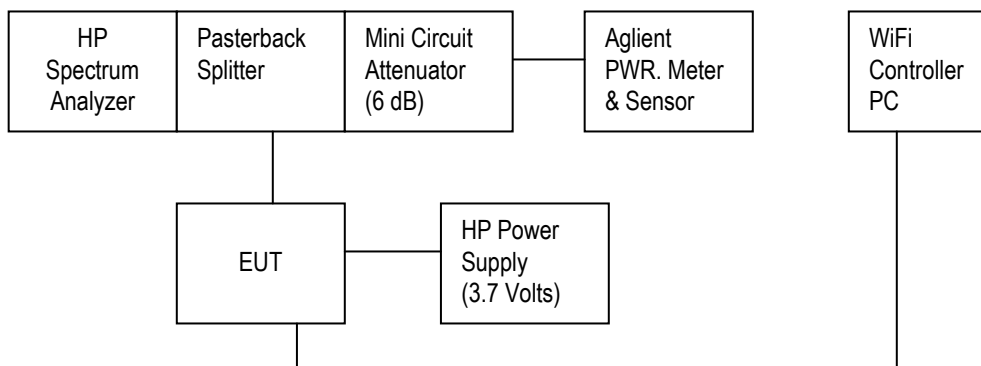 HP
Spectrum
Analyzer
Pasterback
Splitter
Mini Circuit
Attenuator
(6 dB)
Aglient
PWR. Meter
& Sensor
WiFi
Controller
PC
EUT
HP Power
Supply
(3.7 Volts)